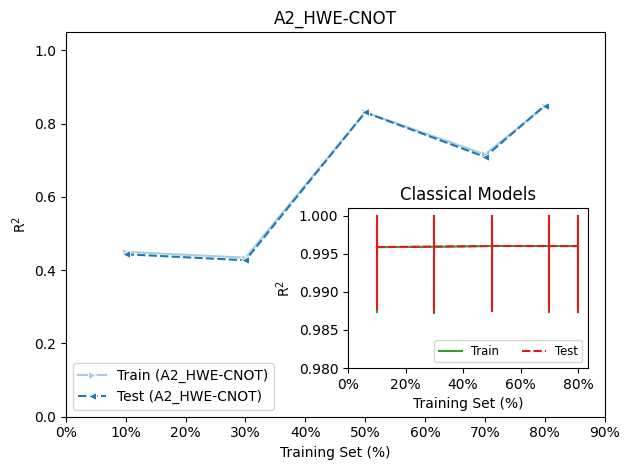 A2_HWE-CNOT
1.0
0.8
0.6
0.4
0.2
0.0
R²
0% 10% 20% 30% 40% 50% 60% 70% 80% 90%
Training Set (%)
Train (A2_HWE-CNOT)
Test (A2_HWE-CNOT)
Classical Models
1.000
0.995
0.990
0.985
0.980
R²
Train Test
0% 20% 40% 60% 80%
Training Set (%)